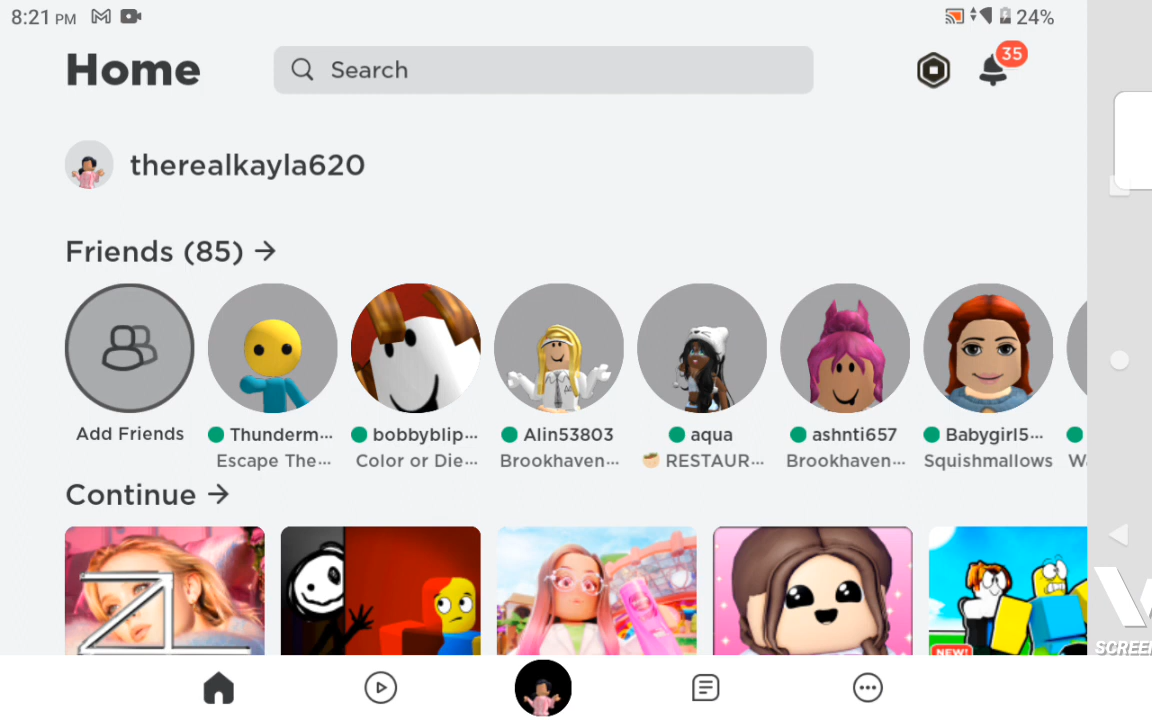 8:21 PM
24%
Home
Search
35
therealkayla620
Friends (85)
Add Friends
Thunderm...
bobbyblip...
Alin53803
aqua
ashnti657
Babygirl5...
Escape The...
Color or Die...
Brookhaven...
RESTAUR...
Brookhaven...
Squishmallows
W
Continue
NEW!
SCREEN